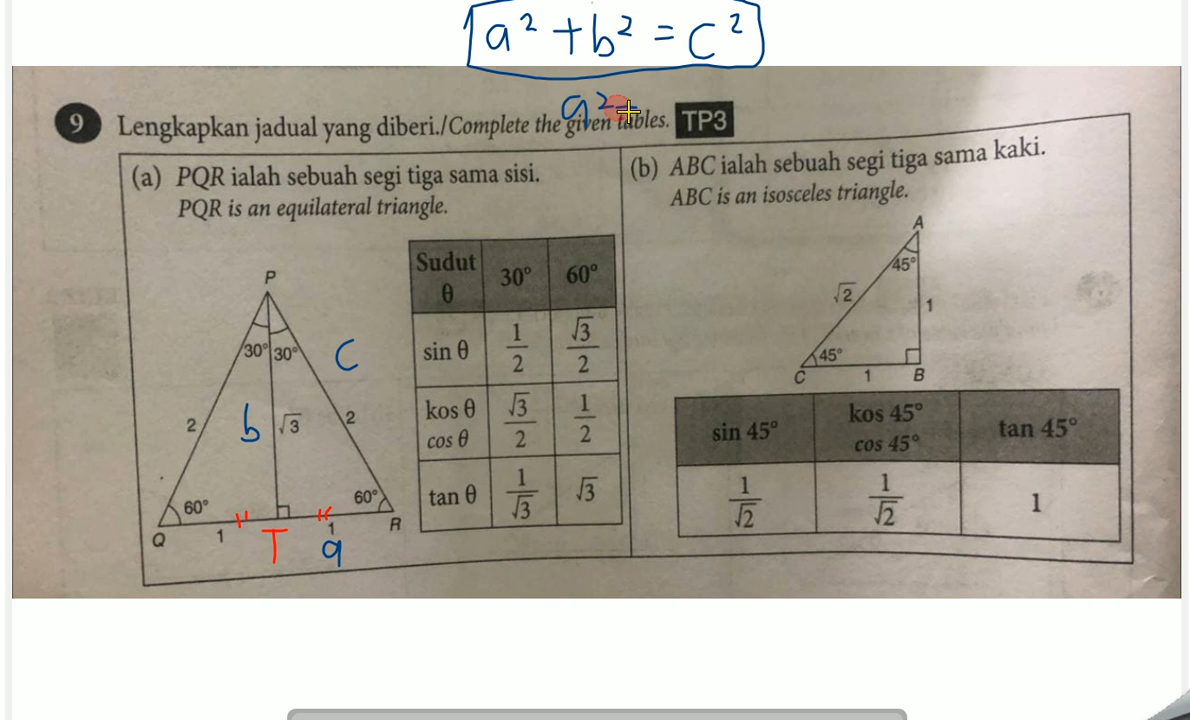 a² + b² = c²
a²
9 Lengkapkan jadual yang diberi./Complete the given tables. TP3
(a) PQR ialah sebuah segi tiga sama sisi.
PQR is an equilateral triangle.
P
30° 30°
C
2
b
√3
2
60°
60°
Q
1
T
1
a
R
Sudut θ 30° 60°
sin θ 1/2 √3/2
kos θ
cos θ √3/2 1/2
tan θ 1/√3 √3
(b) ABC ialah sebuah segi tiga sama kaki.
ABC is an isosceles triangle.
A
45°
√2
1
45°
C
1
B
sin 45° kos 45° tan 45°
cos 45°
1/√2 1/√2 1